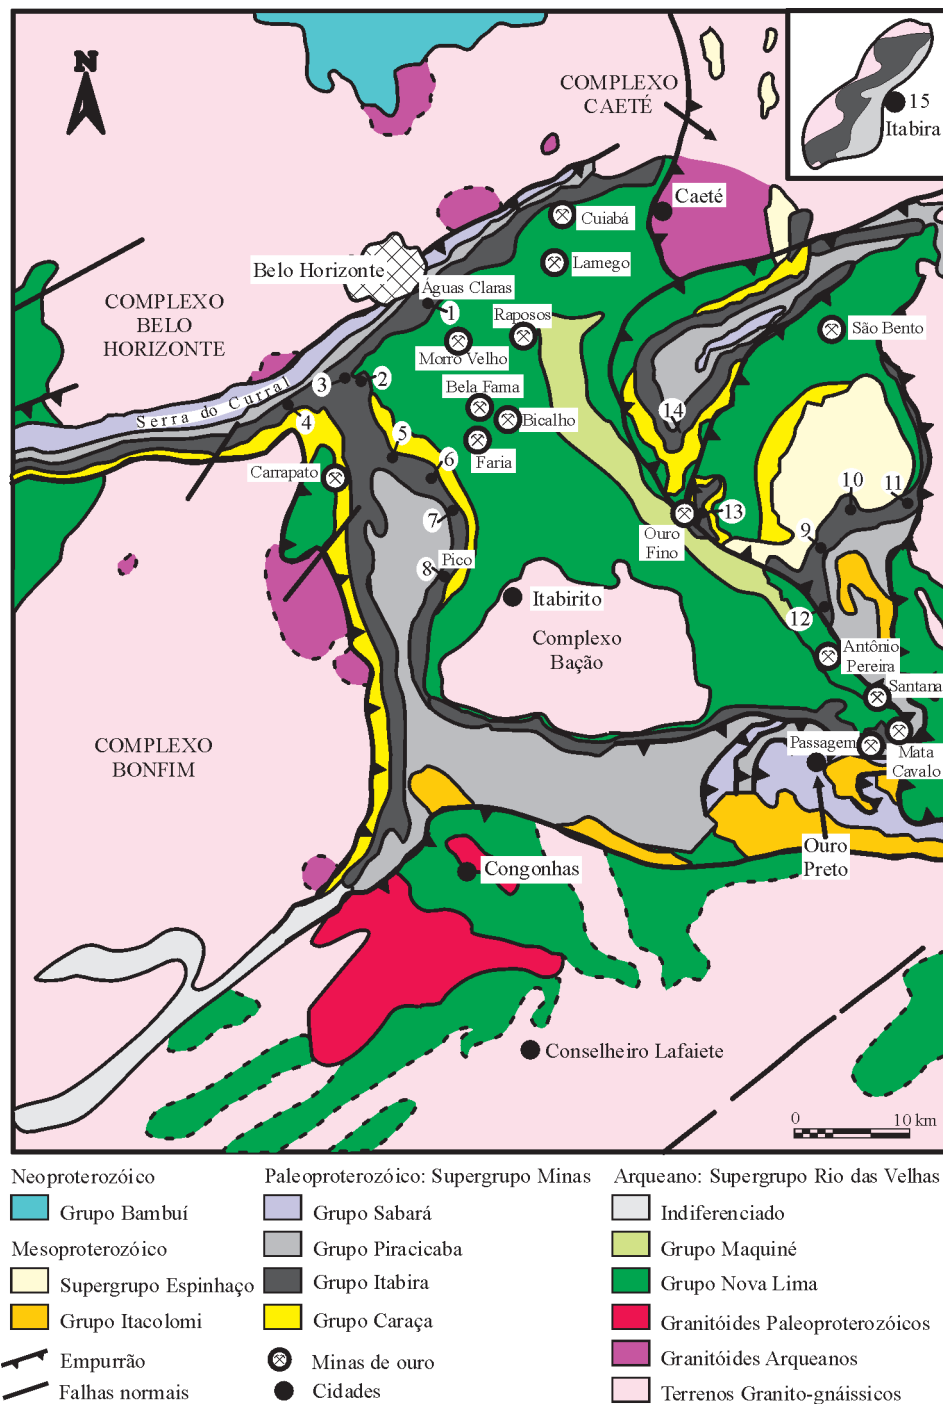 N
COMPLEXO
CAETÉ
15
Itabira
Caeté
Cuiabá
Belo Horizonte
Lamego
Águas Claras
COMPLEXO
BELO
HORIZONTE
1
Raposos
São Bento
Morro Velho
3
2
Bela Fama
Serra do Curral
4
Bicalho
14
5
Faria
Carrapato
6
10
11
7
13
Ouro
Fino
9
8
Pico
Itabirito
12
Complexo
Bação
Antônio
Pereira
Santana
COMPLEXO
BONFIM
Passagem
Mata
Cavalo
Ouro
Preto
Congonhas
Conselheiro Lafaiete
0
10 km
Neoproterozóico
Grupo Bambuí
Mesoproterozóico
Supergrupo Espinhaço
Grupo Itacolomi
Empurrão
Falhas normais
Paleoproterozóico: Supergrupo Minas
Grupo Sabará
Grupo Piracicaba
Grupo Itabira
Grupo Caraça
Minas de ouro
Cidades
Arqueano: Supergrupo Rio das Velhas
Indiferenciado
Grupo Maquiné
Grupo Nova Lima
Granitóides Paleoproterozóicos
Granitóides Arqueanos
Terrenos Granito-gnáissicos